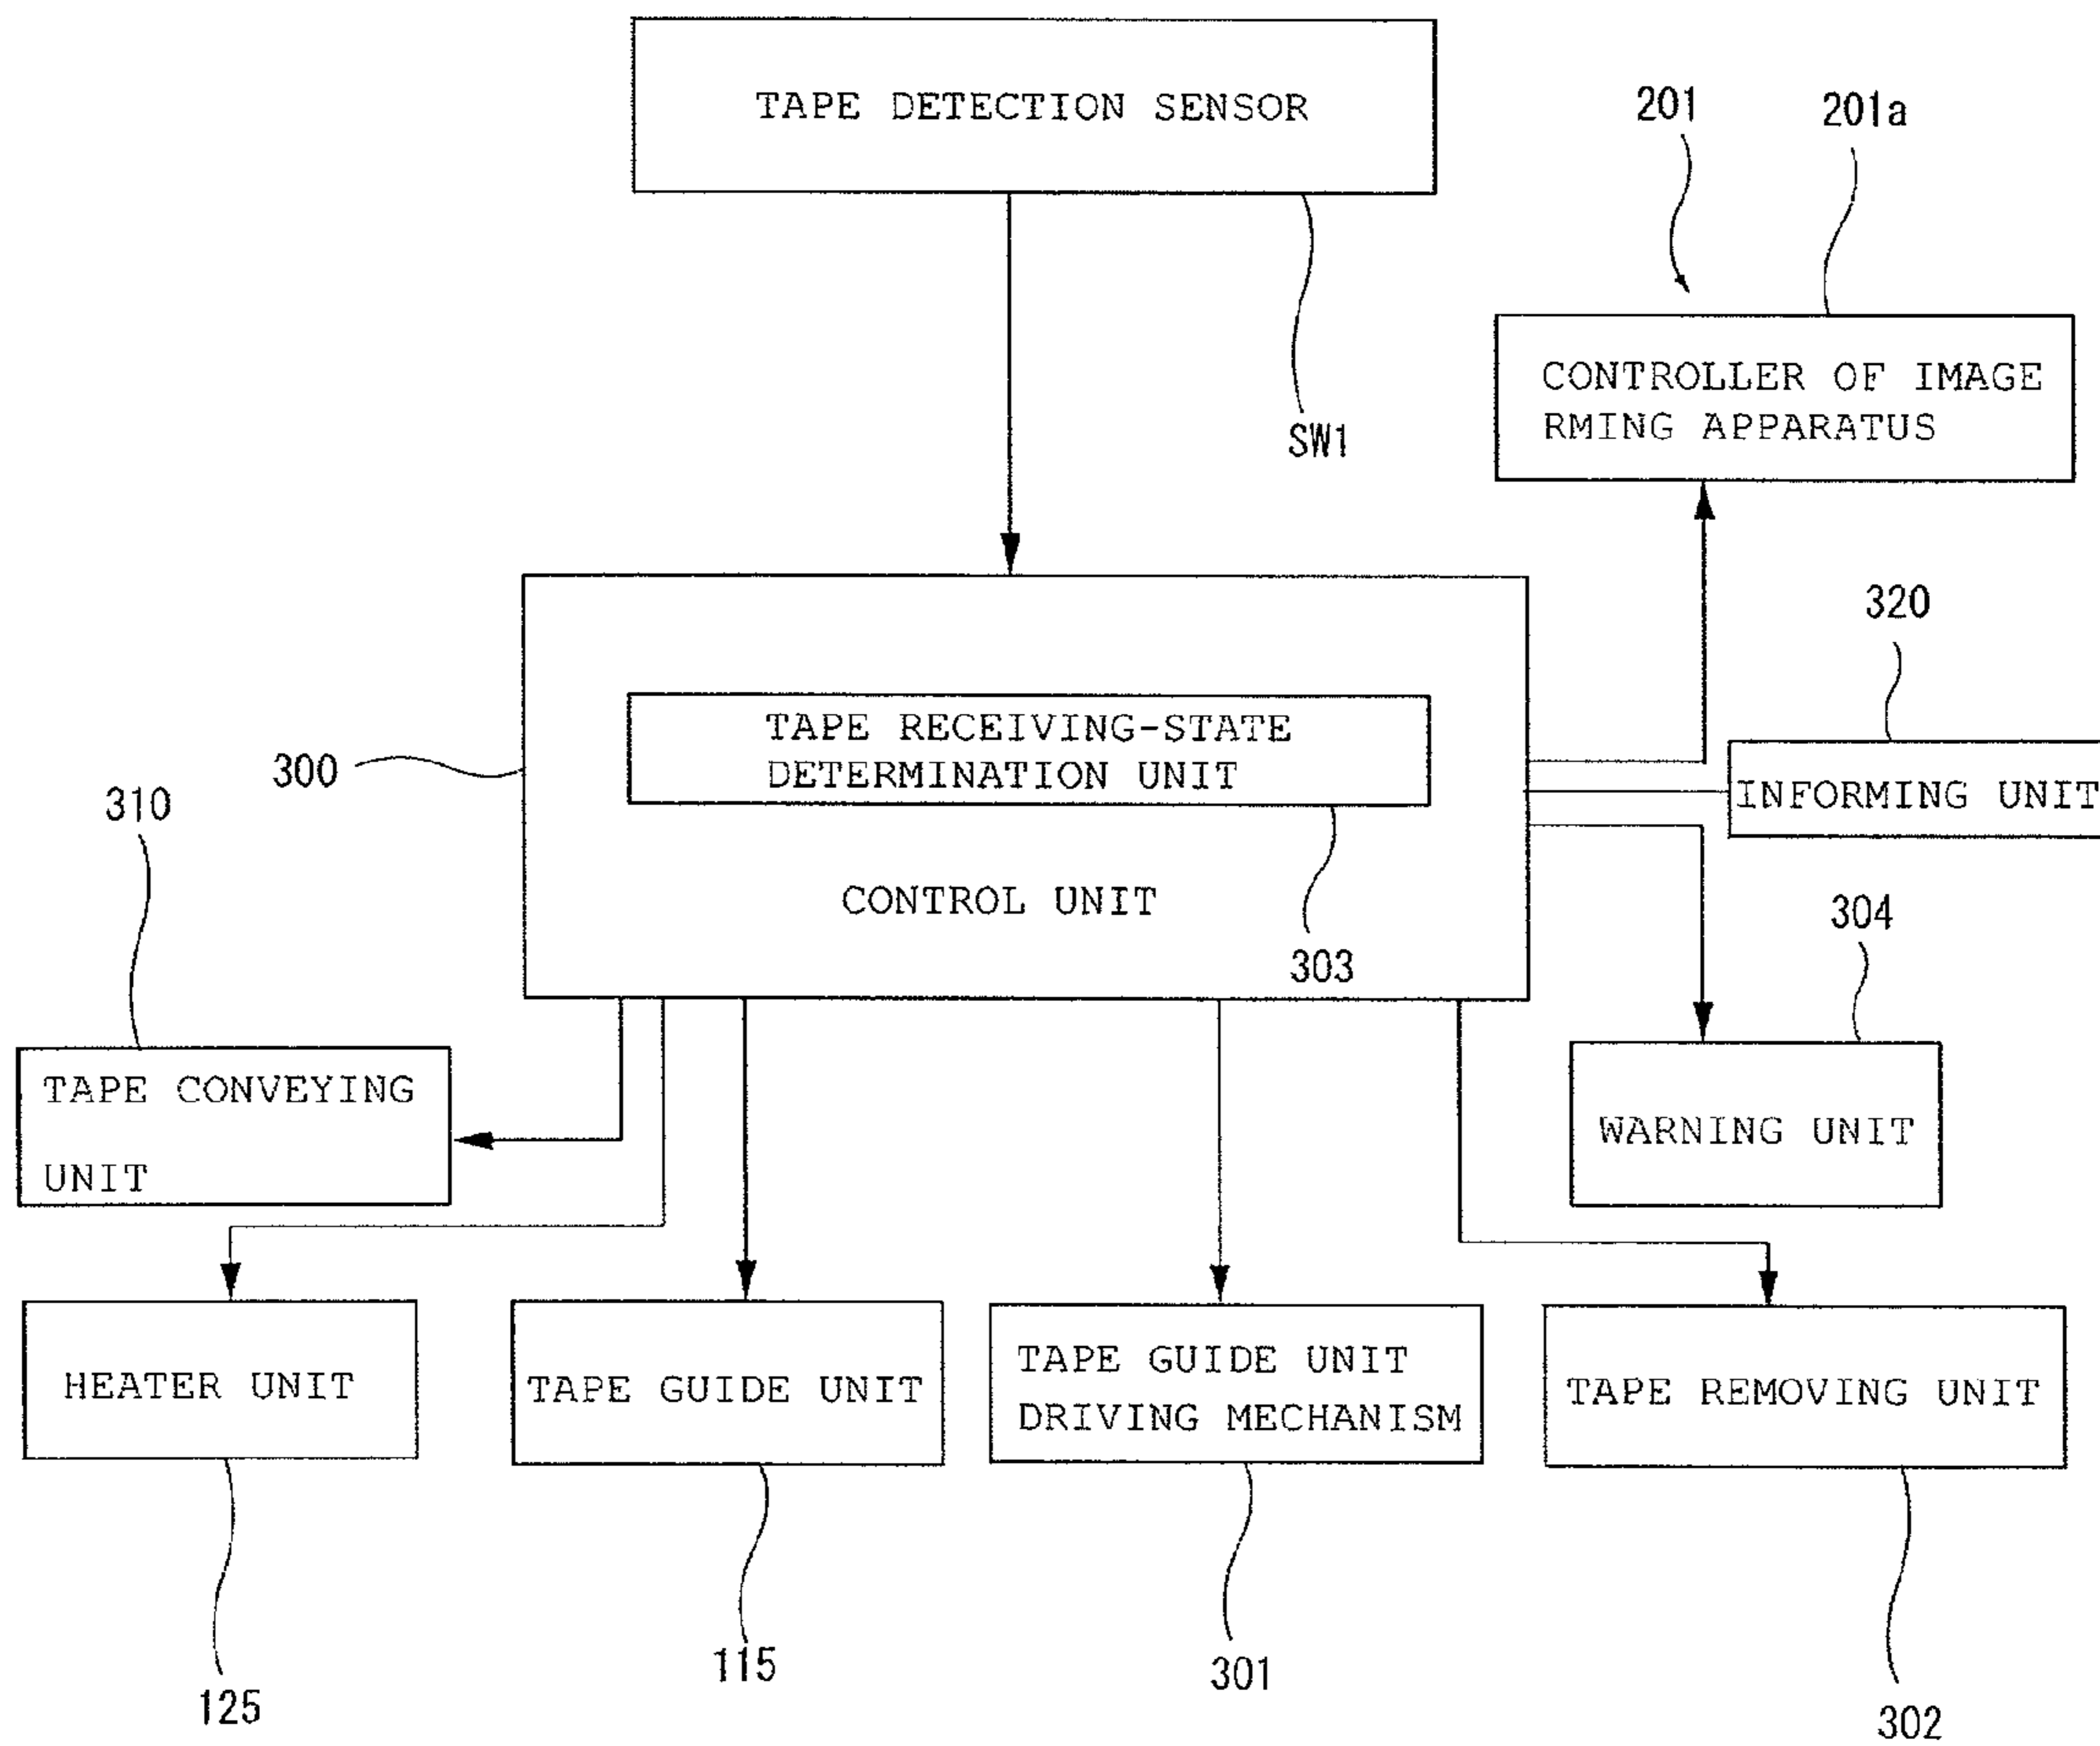 TAPE DETECTION SENSOR
201
201a
SW1
CONTROLLER OF IMAGE
RMING APPARATUS
320
INFORMING UNIT
TAPE RECEIVING-STATE
DETERMINATION UNIT
300
303
CONTROL UNIT
310
304
TAPE CONVEYING
UNIT
WARNING UNIT
HEATER UNIT
TAPE GUIDE UNIT
TAPE GUIDE UNIT
DRIVING MECHANISM
TAPE REMOVING UNIT
125
115
301
302